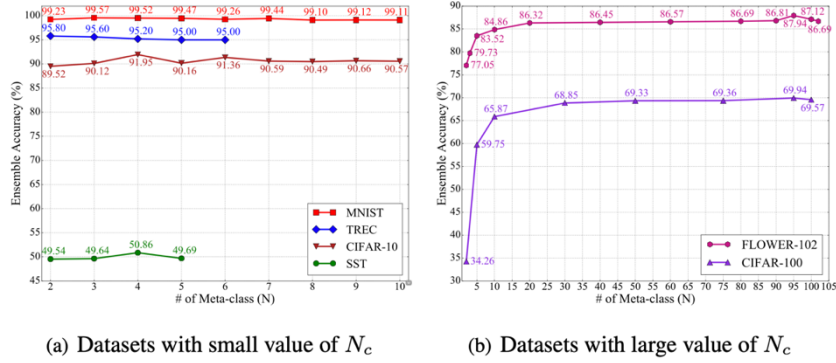 99.23 99.57 99.52 99.47 99.26 99.44 99.10 99.12 99.11
95.80 95.60 95.20 95.00 95.00
89.52 90.12 91.95 90.16 91.36 90.59 90.49 90.66 90.57
49.54 49.64 50.86 49.69
100
95
90
85
80
75
70
65
60
55
50
45
Ensemble Accuracy (%)
MNIST
TREC
CIFAR-10
SST
2 3 4 5 6 7 8 9 10
# of Meta-class (N)
(a) Datasets with small value of N_c
77.05 79.73 83.52 84.86 86.32 86.45 86.57 86.69 86.81 87.94 87.12 86.69
34.26 59.75 65.87 68.85 69.33 69.36 69.94 69.57
90
85
80
75
70
65
60
55
50
45
40
35
30
Ensemble Accuracy (%)
FLOWER-102
CIFAR-100
5 10 15 20 25 30 35 40 45 50 55 60 65 70 75 80 85 90 95 100 105
# of Meta-class (N)
(b) Datasets with large value of N_c